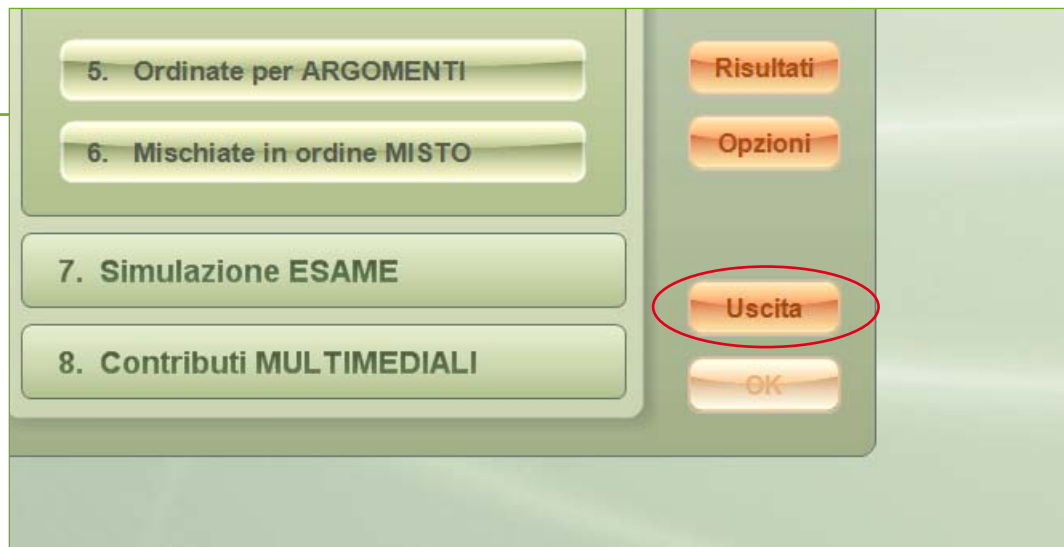 5. Ordinate per ARGOMENTI
Risultati
6. Mischiate in ordine MISTO
Opzioni
7. Simulazione ESAME
Uscita
8. Contributi MULTIMEDIALI
OK